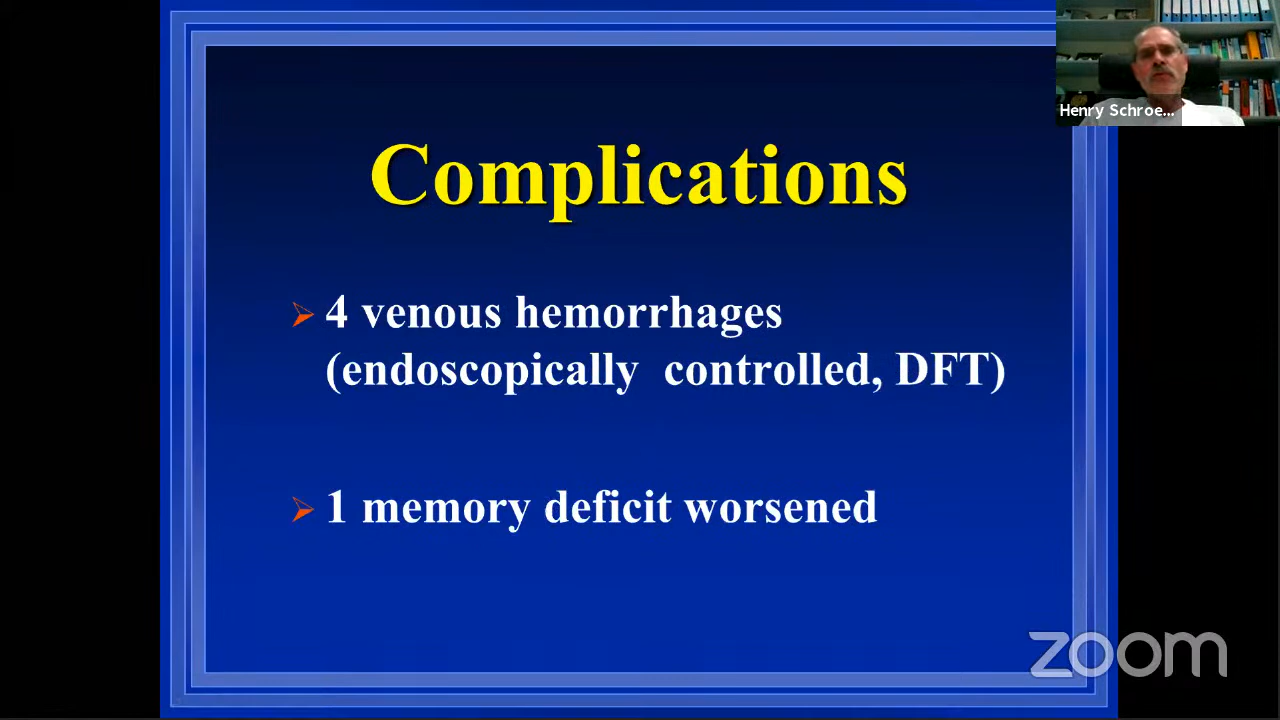 Henry Schroe...
Complications
4 venous hemorrhages
(endoscopically controlled, DFT)
1 memory deficit worsened
zoom